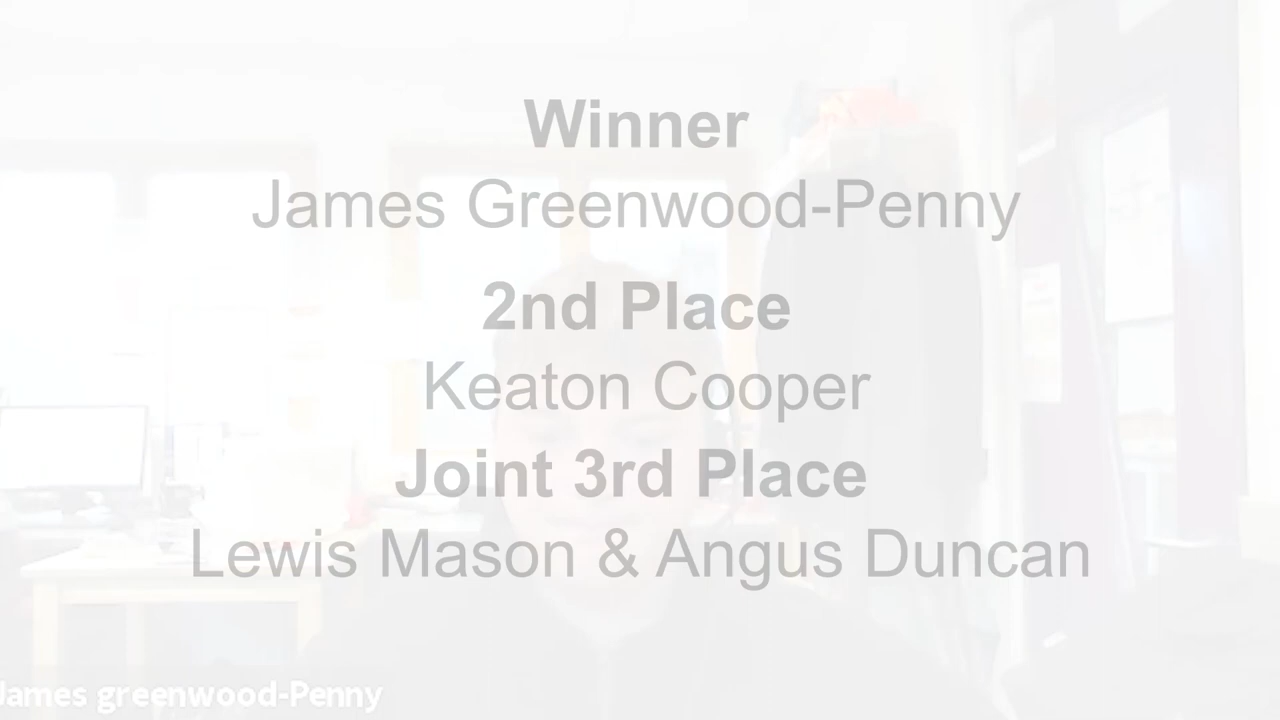 Winner
James Greenwood-Penny
2nd Place
Keaton Cooper
Joint 3rd Place
Lewis Mason & Angus Duncan
James greenwood-Penny